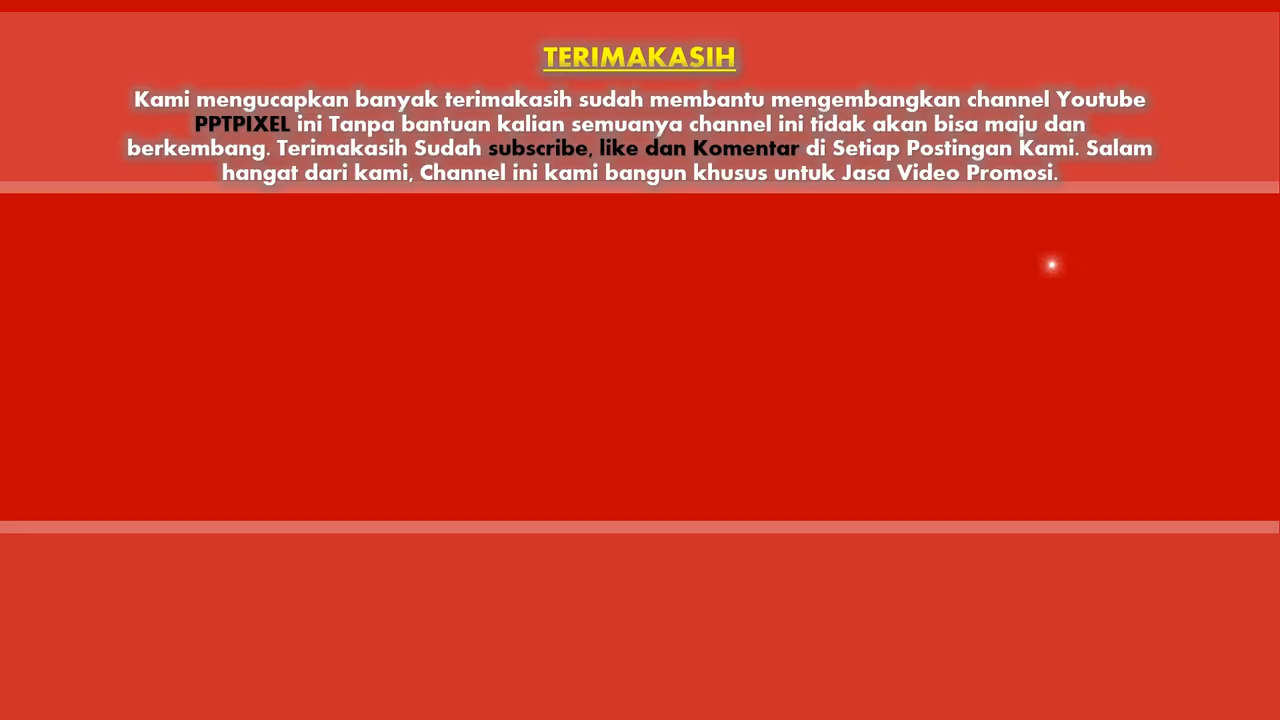 TERIMAKASIH
Kami mengucapkan banyak terimakasih sudah membantu mengembangkan channel Youtube
PPTPIXEL ini Tanpa bantuan kalian semuanya channel ini tidak akan bisa maju dan
berkembang. Terimakasih Sudah subscribe, like dan Komentar di Setiap Postingan Kami. Salam
hangat dari kami, Channel ini kami bangun khusus untuk Jasa Video Promosi.